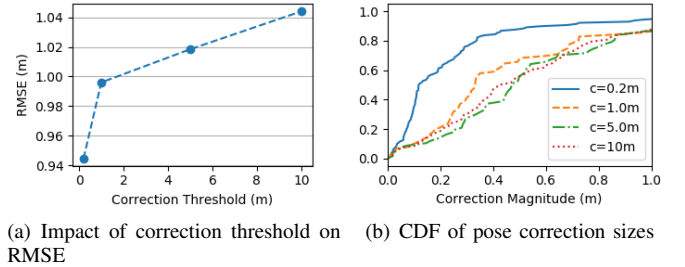 1.04
1.02
1.00
0.98
0.96
0.94
RMSE (m)
0 2 4 6 8 10
Correction Threshold (m)
1.0
0.8
0.6
0.4
0.2
0.0
0.0 0.2 0.4 0.6 0.8 1.0
Correction Magnitude (m)
c=0.2m
c=1.0m
c=5.0m
c=10m
(a) Impact of correction threshold on
RMSE
(b) CDF of pose correction sizes